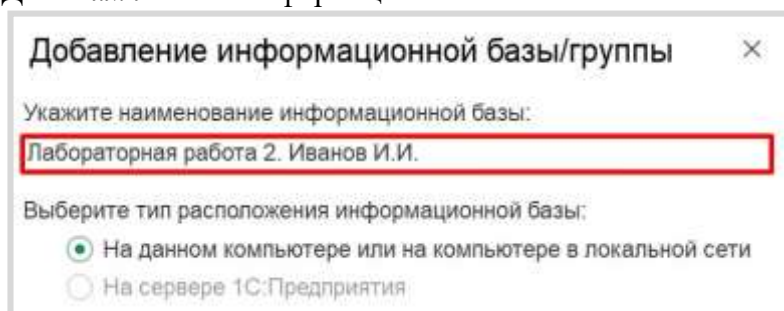 Добавление информационной базы/группы
Укажите наименование информационной базы:
Лабораторная работа 2. Иванов И.И.
Выберите тип расположения информационной базы:
На данном компьютере или на компьютере в локальной сети
На сервере 1С:Предприятия